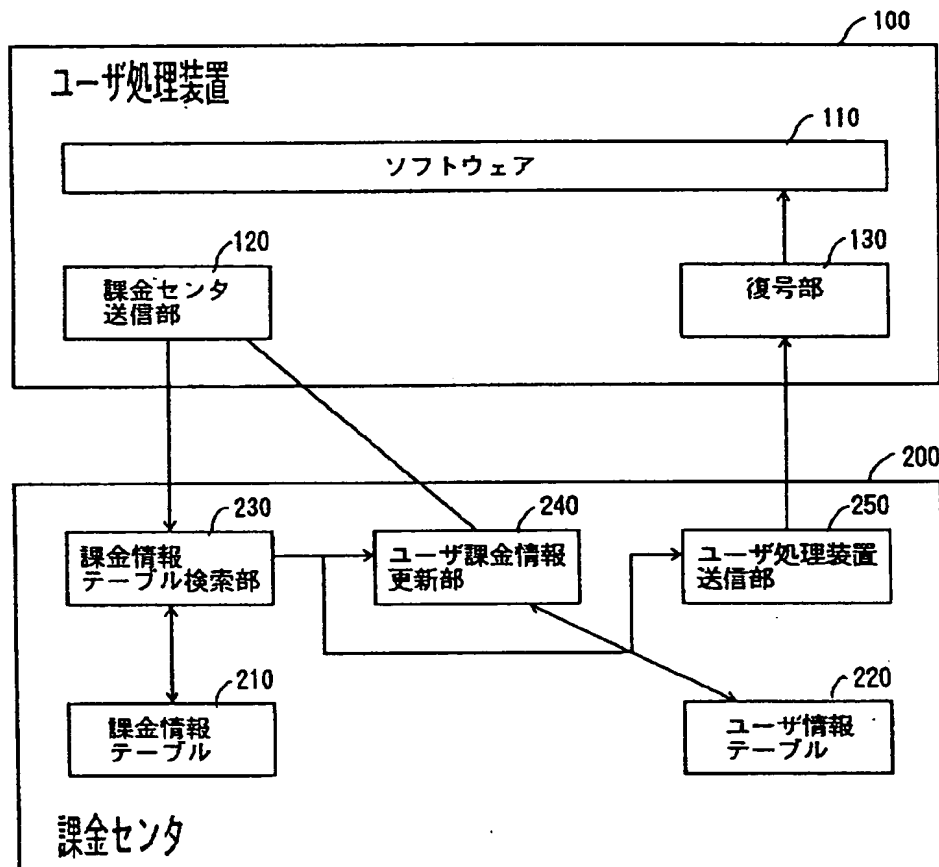 100
ユーザ処理装置
110
ソフトウェア
120
課金センタ
送信部
130
復号部
200
230
課金情報
テーブル検索部
240
ユーザ課金情報
更新部
250
ユーザ処理装置
送信部
210
課金情報
テーブル
220
ユーザ情報
テーブル
課金センタ